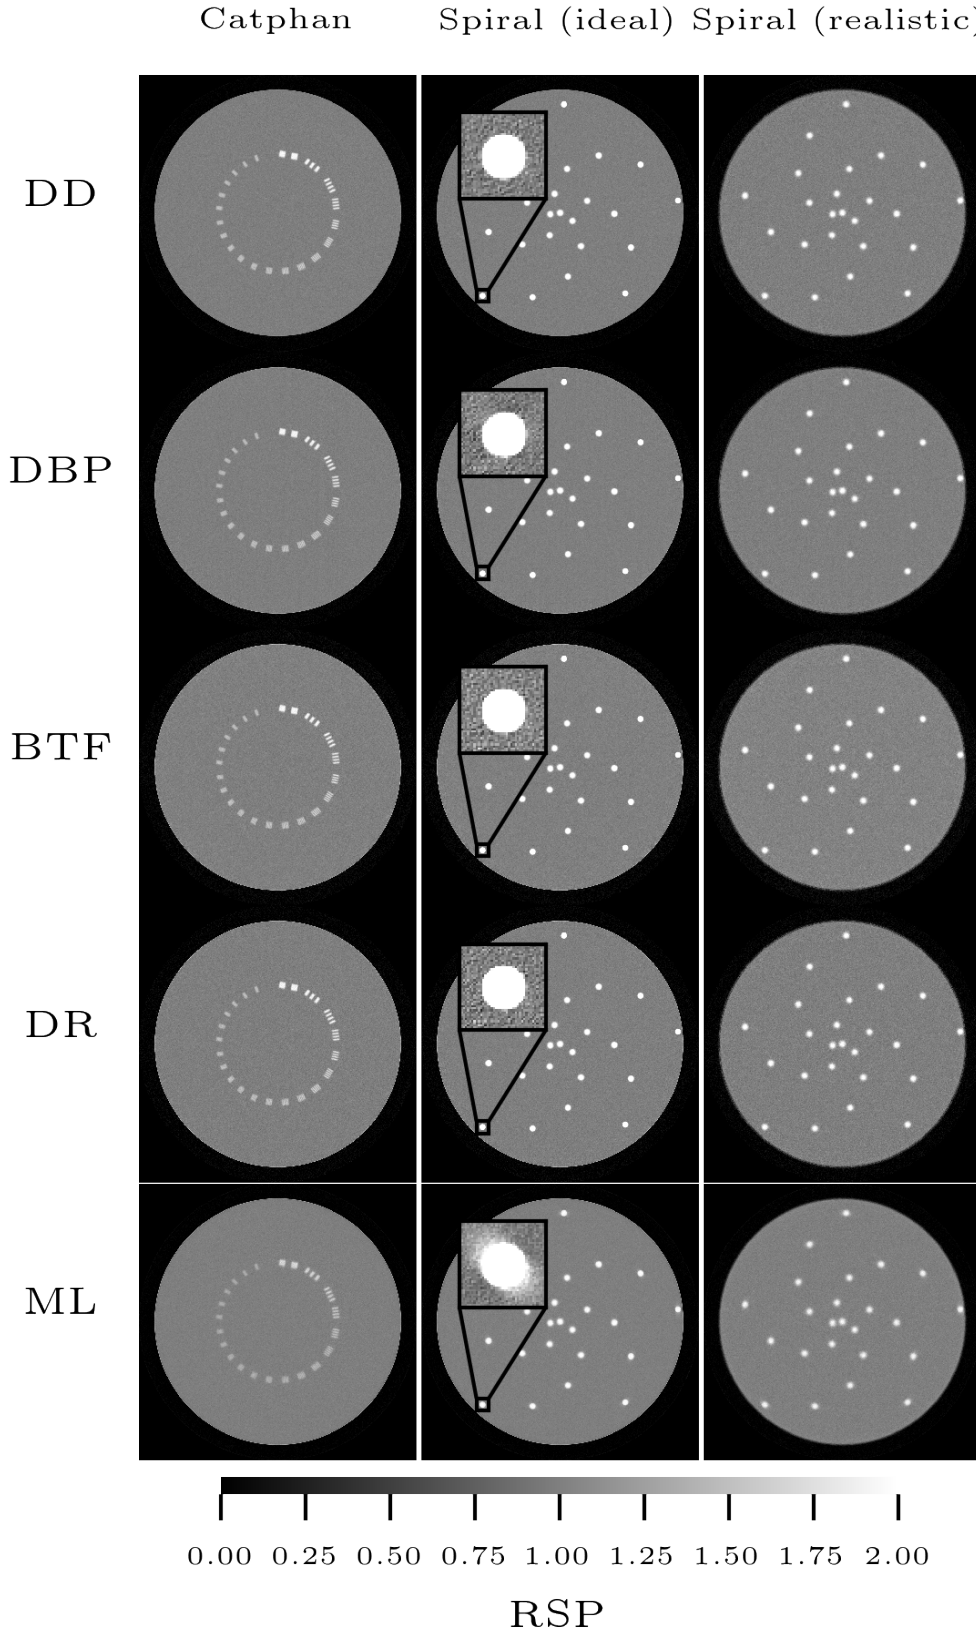 Catphan Spiral (ideal) Spiral (realistic)
DD
DBP
BTF
DR
ML
0.00 0.25 0.50 0.75 1.00 1.25 1.50 1.75 2.00
RSP